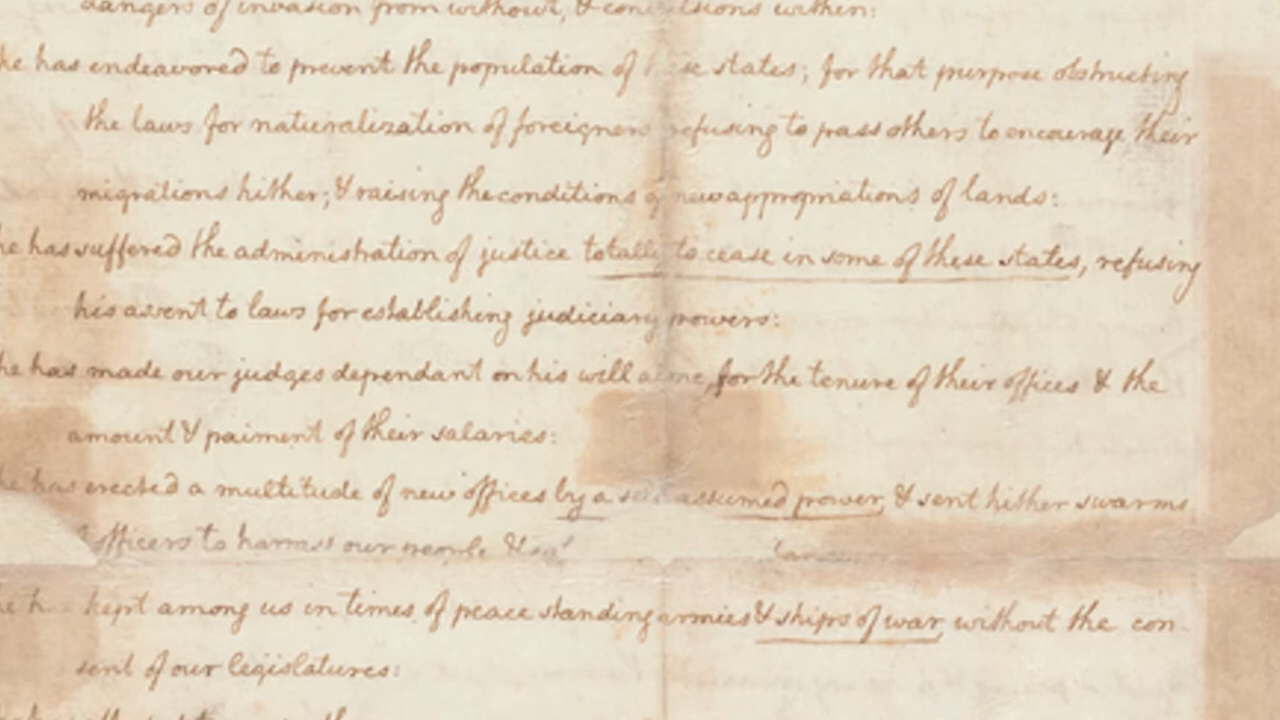 dangers of invasion from without, & convulsions within:
he has endeavored to prevent the population of these states; for that purpose obstructing
the laws for naturalization of foreigners refusing to pass others to encourage their
migrations hither; & raising the conditions of new appropriations of lands:
he has suffered the administration of justice totally to cease in some of these states, refusing
his assent to laws for establishing judiciary powers:
he has made our judges dependant on his will alone, for the tenure of their offices & the
amount & paiment of their salaries:
he has erected a multitude of new offices by a self-assumed power, & sent hither swarms
of officers to harrass our people &
kept among us in times of peace standing armies & ships of war, without the con-
sent of our legislatures: